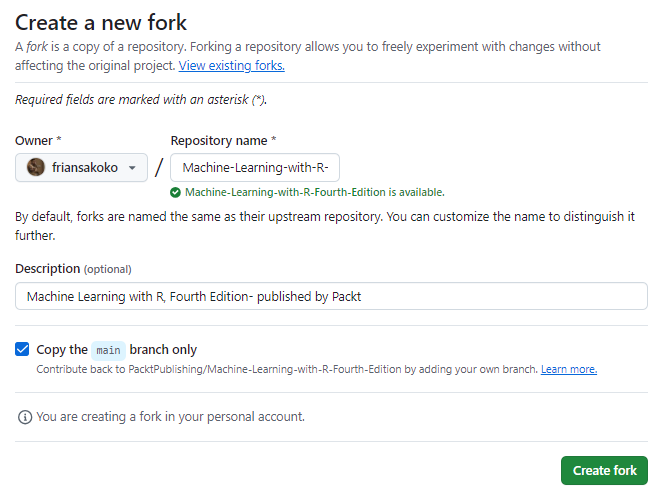 Create a new fork
A fork is a copy of a repository. Forking a repository allows you to freely experiment with changes without
affecting the original project. View existing forks.
Required fields are marked with an asterisk (*).
Owner * Repository name *
friansakoko / Machine-Learning-with-R-
Machine-Learning-with-R-Fourth-Edition is available.
By default, forks are named the same as their upstream repository. You can customize the name to distinguish it
further.
Description (optional)
Machine Learning with R, Fourth Edition- published by Packt
Copy the main branch only
Contribute back to PacktPublishing/Machine-Learning-with-R-Fourth-Edition by adding your own branch. Learn more.
You are creating a fork in your personal account.
Create fork